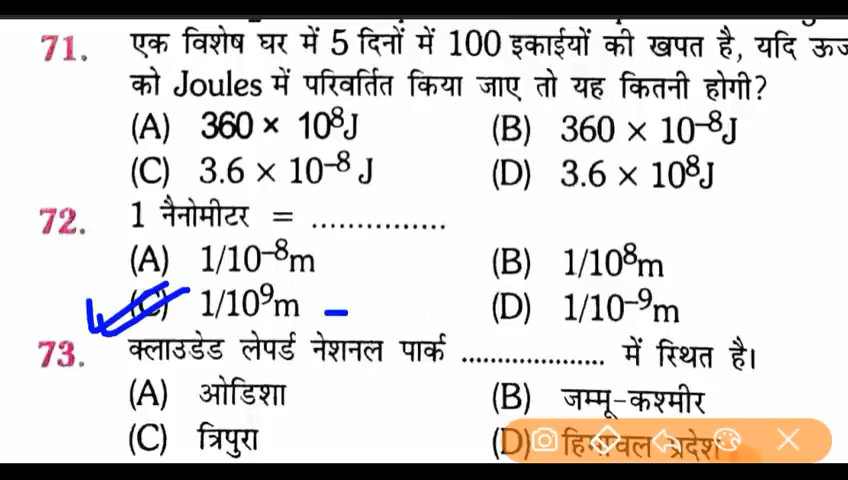 71. एक विशेष घर में 5 दिनों में 100 इकाईयों की खपत है, यदि
को Joules में परिवर्तित किया जाए तो यह कितनी होगी?
(A) 360 × 10⁸J (B) 360 × 10⁻⁸J
(C) 3.6 × 10⁻⁸ J (D) 3.6 × 10⁸J
72. 1 नैनोमीटर = ................
(A) 1/10⁻⁸m (B) 1/10⁸m
(C) 1/10⁹m (D) 1/10⁻⁹m
73. क्लाउडेड लेपर्ड नेशनल पार्क .................... में स्थित है।
(A) ओडिशा (B) जम्मू-कश्मीर
(C) त्रिपुरा (D) हिमाचल प्रदेश